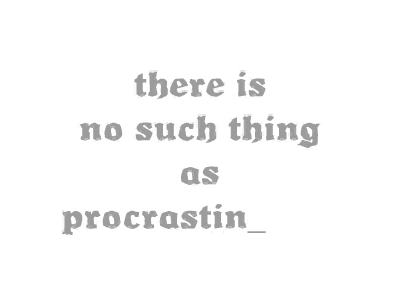 there is
no such thing
as
procrastin_